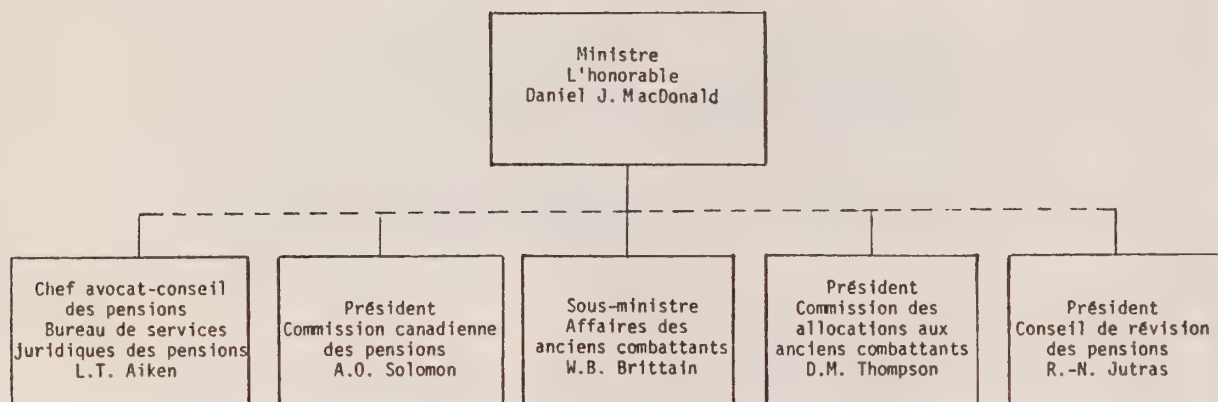 Ministre
L'honorable
Daniel J. MacDonald
Chef avocat-conseil
des pensions
Bureau de services
juridiques des pensions
L.T. Aiken
Président
Commission canadienne
des pensions
A.O. Solomon
Sous-ministre
Affaires des
anciens combattants
W.B. Brittain
Président
Commission des
allocations aux
anciens combattants
D.M. Thompson
Président
Conseil de révision
des pensions
R.-N. Jutras